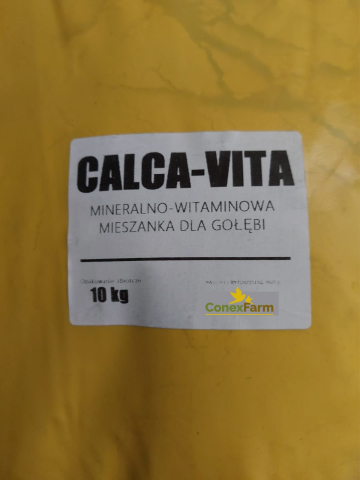 CALCA-VITA
MINERALNO-WITAMINOWA
MIESZANKA DLA GOŁĘBI
10 kg
ConexFarm